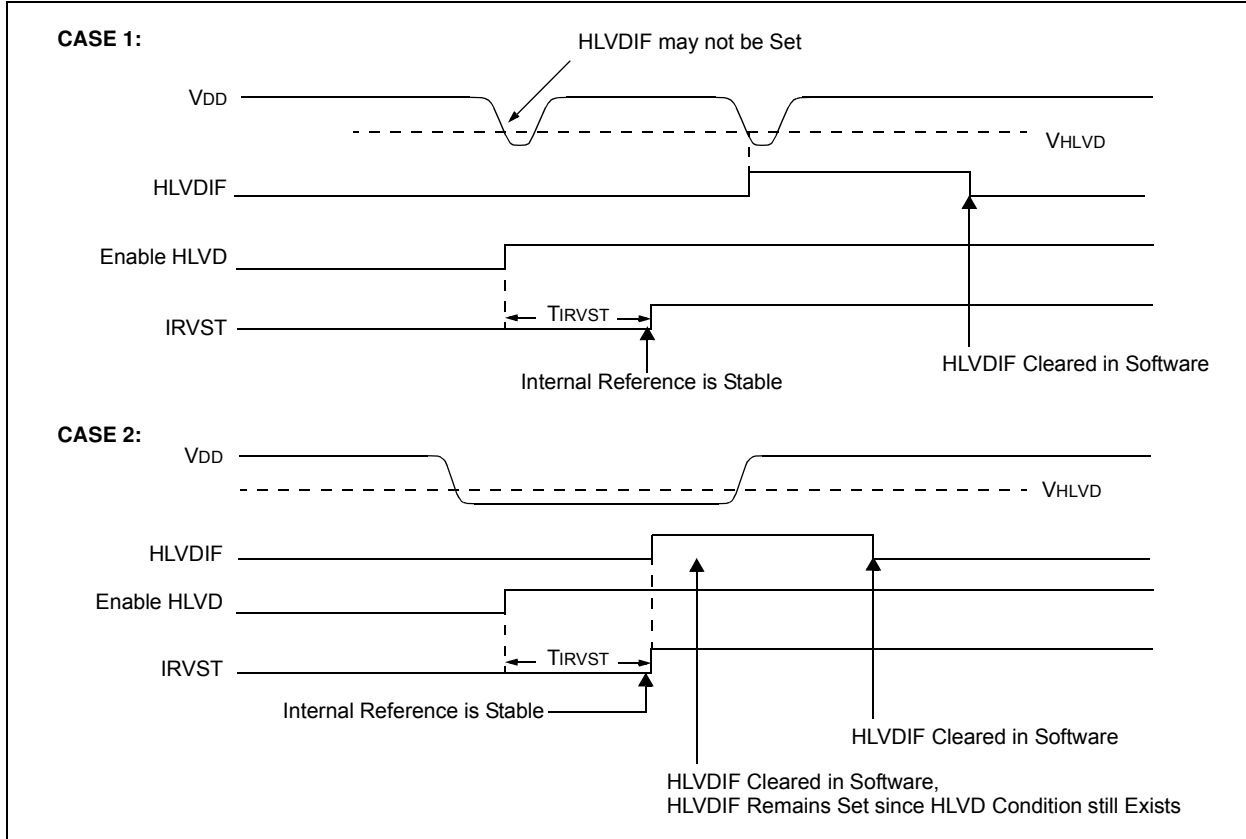 CASE 1:
HLVDIF may not be Set
VDD
VHLVD
HLVDIF
Enable HLVD
TIRVST
IRVST
HLVDIF Cleared in Software
Internal Reference is Stable
CASE 2:
VDD
VHLVD
HLVDIF
Enable HLVD
TIRVST
IRVST
Internal Reference is Stable
HLVDIF Cleared in Software
HLVDIF Cleared in Software,
HLVDIF Remains Set since HLVD Condition still Exists